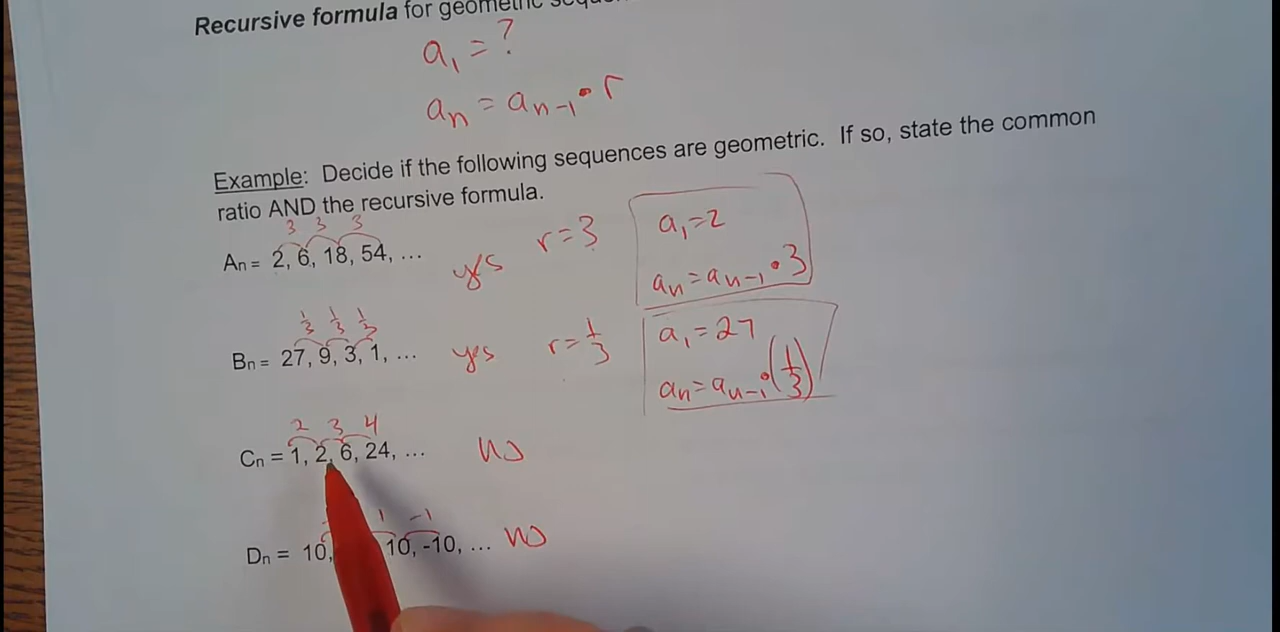 Recursive formula for geometric
a₁ = ?
aₙ = aₙ₋₁ • r
Example: Decide if the following sequences are geometric. If so, state the common
ratio AND the recursive formula.
3 3 3
Aₙ = 2, 6, 18, 54, … yes r = 3 a₁ = 2
aₙ = aₙ₋₁ • 3
1/3 1/3 1/3
Bₙ = 27, 9, 3, 1, … yes r = 1/3 a₁ = 27
aₙ = aₙ₋₁ • (1/3)
2 3 4
Cₙ = 1, 2, 6, 24, … no
1 -1
Dₙ = 10, 10, -10, … no